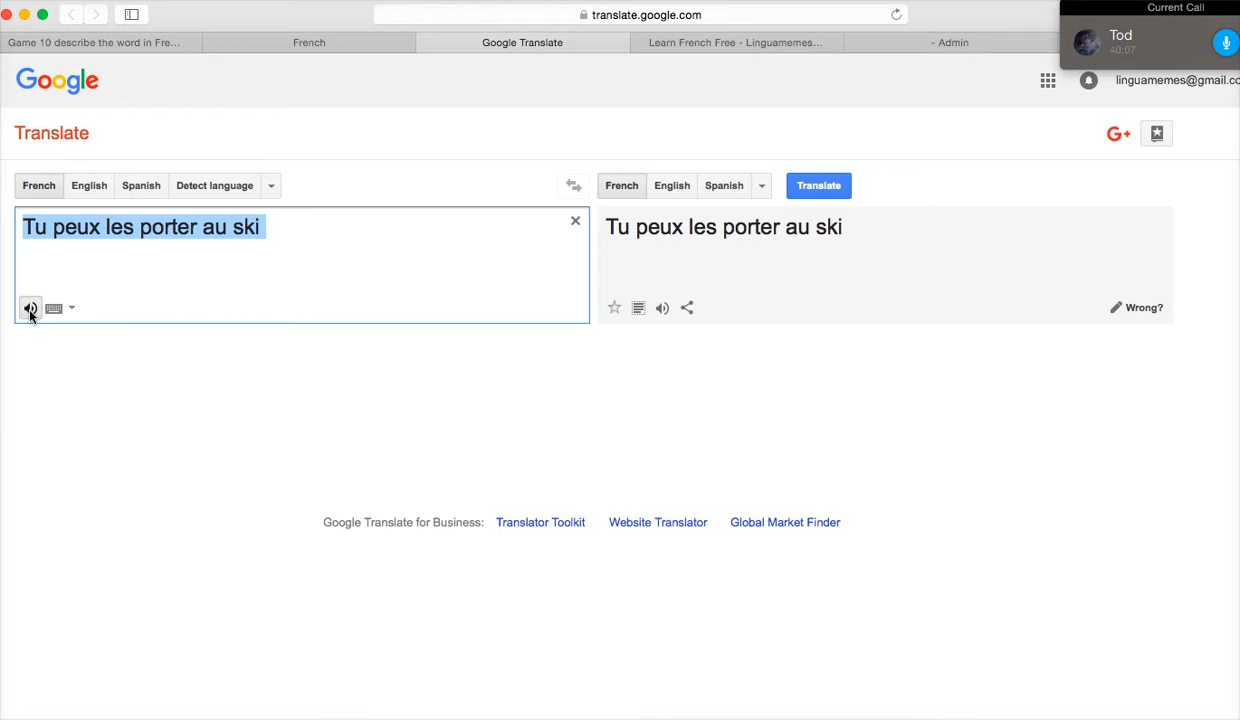 translate.google.com
Current Call
Game 10 describe the word in Fre...
French
Google Translate
Learn French Free - Linguamemes...
- Admin
Tod
40:07
Google
linguamemes@gmail.co
Translate
G+
French English Spanish Detect language
French English Spanish Translate
Tu peux les porter au ski
Tu peux les porter au ski
Wrong?
Google Translate for Business: Translator Toolkit Website Translator Global Market Finder